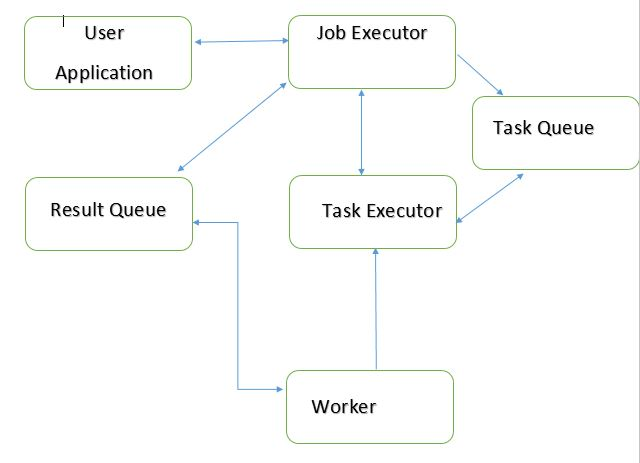 User
Application
Job Executor
Task Queue
Result Queue
Task Executor
Worker